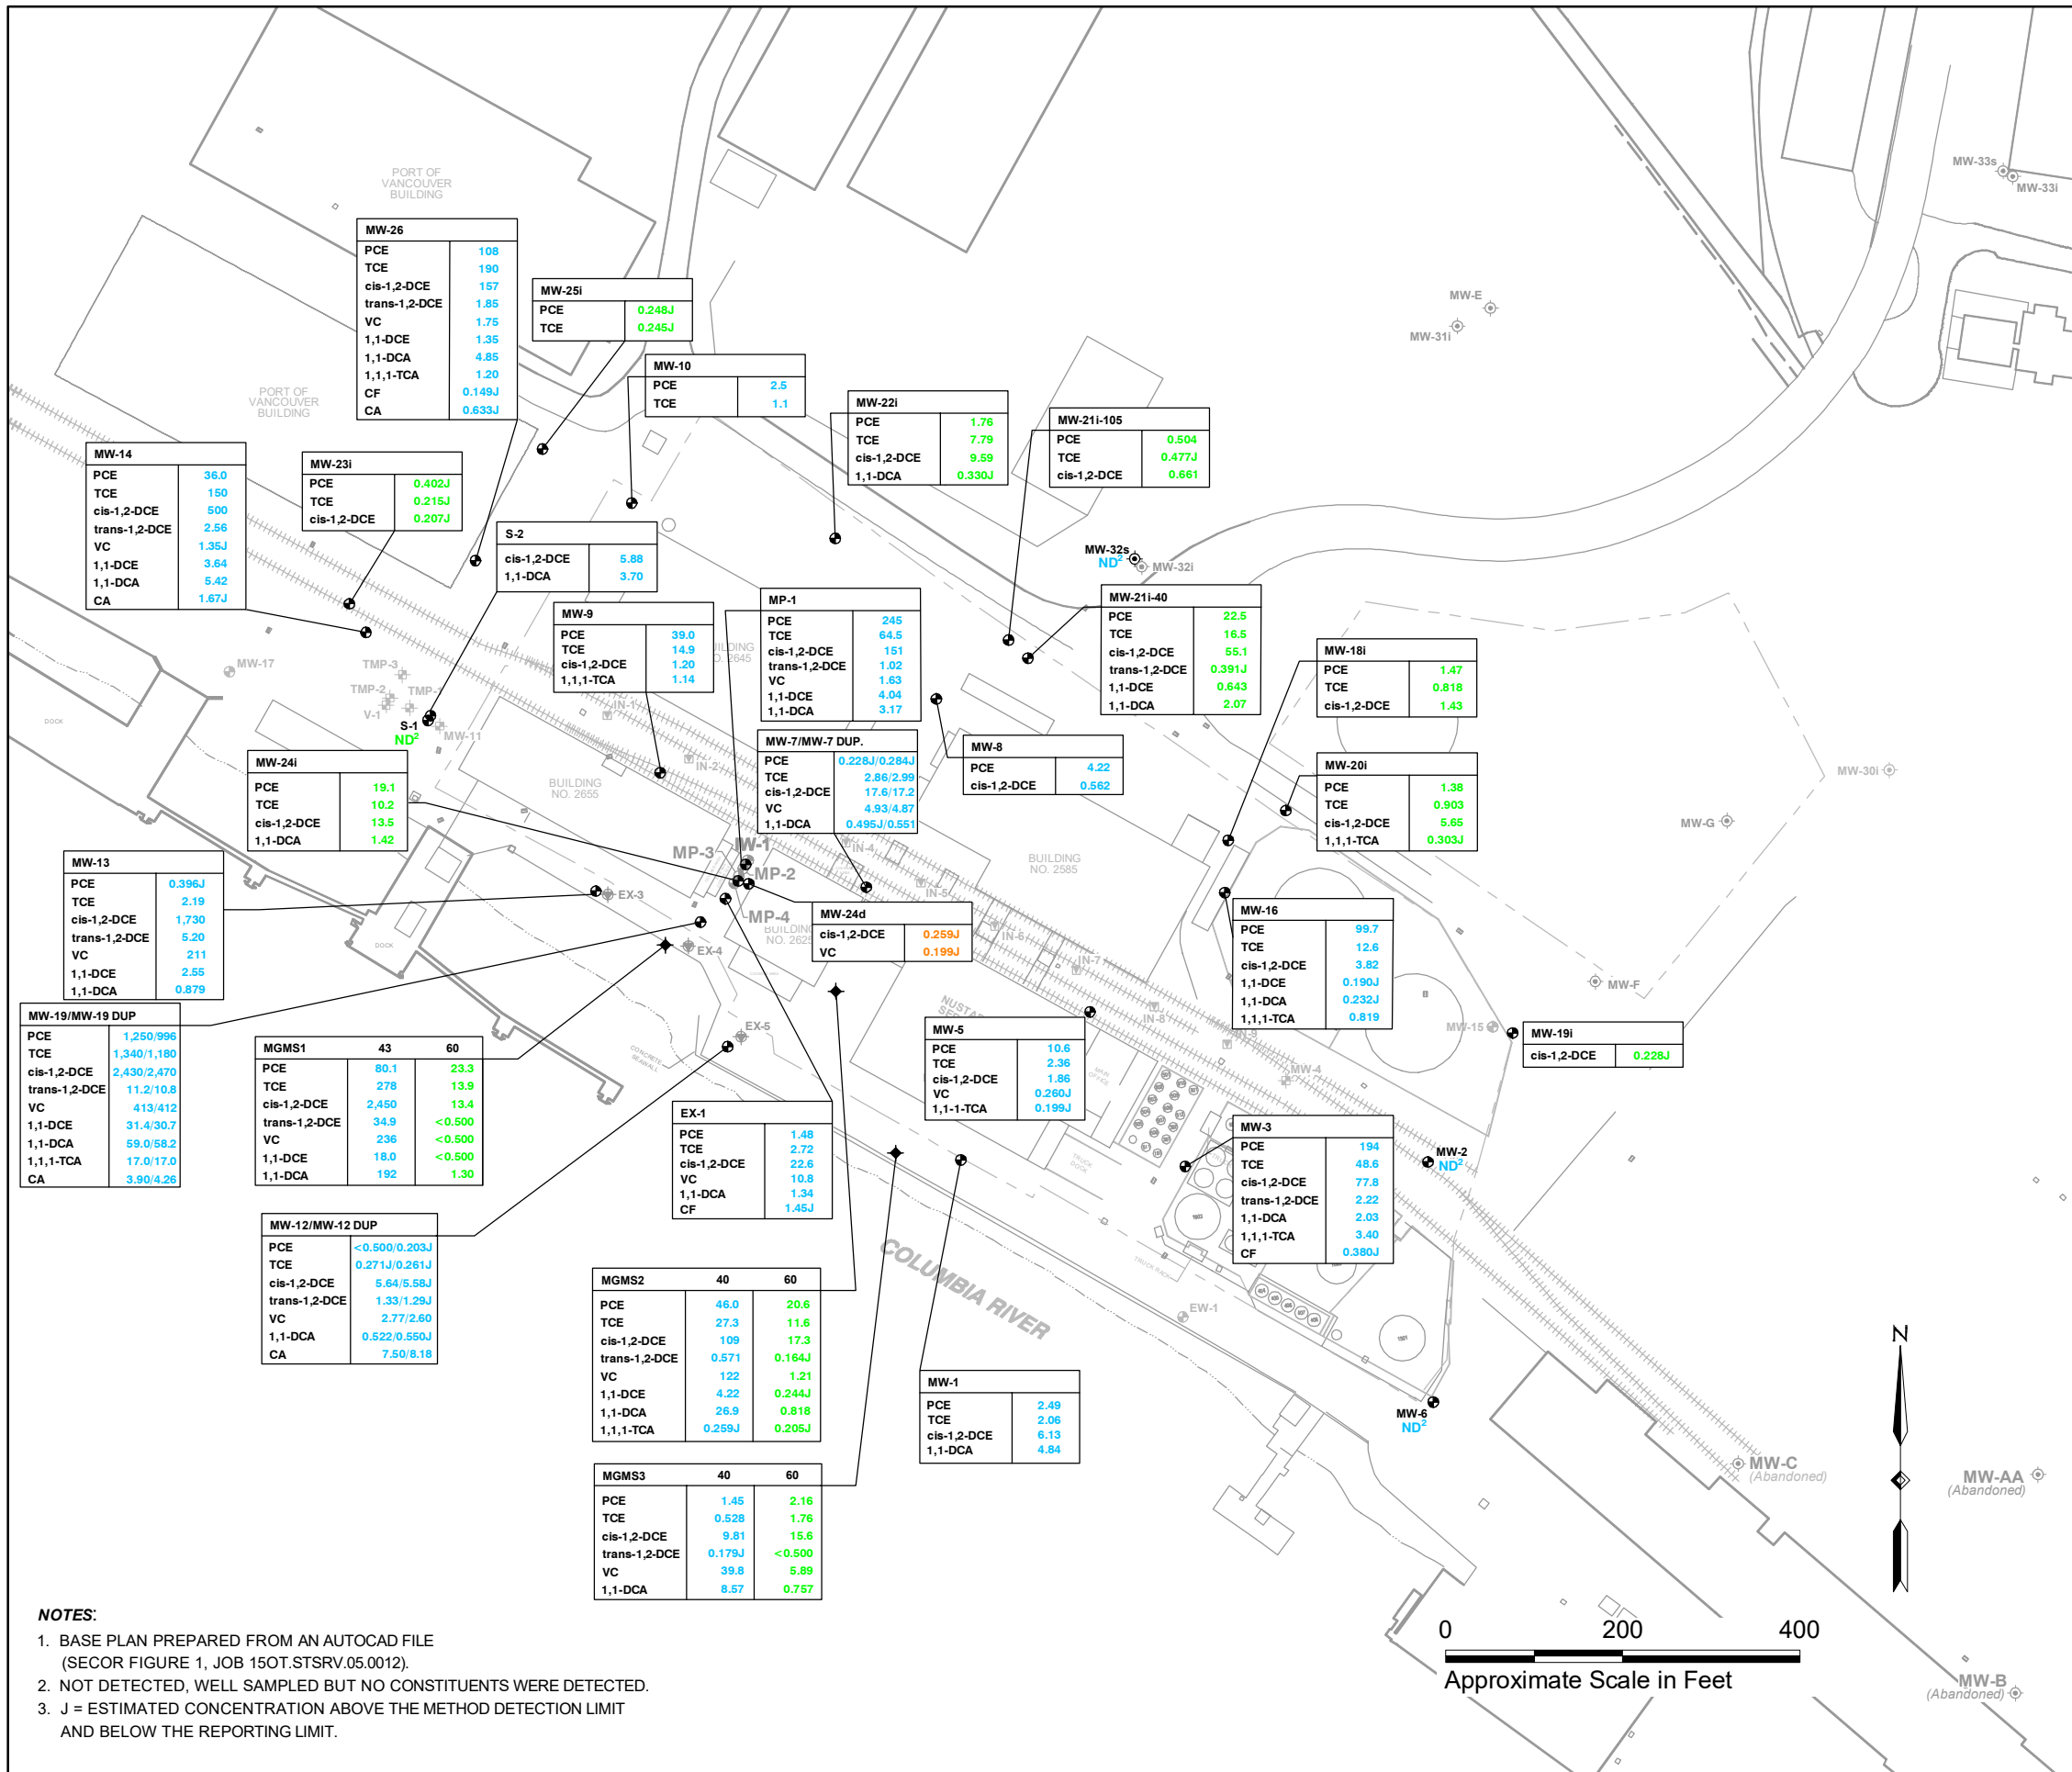 PORT OF
VANCOUVER
BUILDING
PORT OF
VANCOUVER
BUILDING
MW-33s
MW-33i
MW-E
MW-31i
MW-26
PCE 108
TCE 190
cis-1,2-DCE 157
trans-1,2-DCE 1.85
VC 1.75
1,1-DCE 1.35
1,1-DCA 4.85
1,1,1-TCA 1.20
CF 0.149J
CA 0.633J
MW-25i
PCE 0.248J
TCE 0.245J
MW-10
PCE 2.5
TCE 1.1
MW-22i
PCE 1.76
TCE 7.79
cis-1,2-DCE 9.59
1,1-DCA 0.330J
MW-21i-105
PCE 0.504
TCE 0.477J
cis-1,2-DCE 0.661
MW-14
PCE 36.0
TCE 150
cis-1,2-DCE 500
trans-1,2-DCE 2.56
VC 1.35J
1,1-DCE 3.64
1,1-DCA 5.42
CA 1.67J
MW-23i
PCE 0.402J
TCE 0.215J
cis-1,2-DCE 0.207J
S-2
cis-1,2-DCE 5.88
1,1-DCA 3.70
MW-32s
ND2
MW-32i
MW-9
PCE 39.0
TCE 14.9
cis-1,2-DCE 1.20
1,1,1-TCA 1.14
MP-1
PCE 245
TCE 64.5
cis-1,2-DCE 151
trans-1,2-DCE 1.02
VC 1.63
1,1-DCE 4.04
1,1-DCA 3.17
MW-21i-40
PCE 22.5
TCE 16.5
cis-1,2-DCE 55.1
trans-1,2-DCE 0.391J
1,1-DCE 0.643
1,1-DCA 2.07
MW-18i
PCE 1.47
TCE 0.818
cis-1,2-DCE 1.43
MW-17
TMP-3
TMP-2
TMP-1
V-1
S-1
ND2
MW-11
DOCK
IN-1
IN-2
MW-7/MW-7 DUP.
PCE 0.228J/0.284J
TCE 2.86/2.99
cis-1,2-DCE 17.6/17.2
VC 4.93/4.87
1,1-DCA 0.495J/0.551
MW-8
PCE 4.22
cis-1,2-DCE 0.562
MW-20i
PCE 1.38
TCE 0.903
cis-1,2-DCE 5.65
1,1,1-TCA 0.303J
MW-30i
MW-G
MW-24i
PCE 19.1
TCE 10.2
cis-1,2-DCE 13.5
1,1-DCA 1.42
BUILDING
NO. 2655
BUILDING
NO. 2585
MP-3
IW-1
MP-2
MP-4
IN-4
IN-5
IN-6
IN-7
IN-8
MW-13
PCE 0.396J
TCE 2.19
cis-1,2-DCE 1,730
trans-1,2-DCE 5.20
VC 211
1,1-DCE 2.55
1,1-DCA 0.879
EX-3
EX-4
EX-5
DOCK
MW-24d
cis-1,2-DCE 0.259J
VC 0.199J
MW-16
PCE 99.7
TCE 12.6
cis-1,2-DCE 3.82
1,1-DCE 0.190J
1,1-DCA 0.232J
1,1,1-TCA 0.819
MW-F
MW-15
MW-19i
cis-1,2-DCE 0.228J
MW-19/MW-19 DUP
PCE 1,250/996
TCE 1,340/1,180
cis-1,2-DCE 2,430/2,470
trans-1,2-DCE 11.2/10.8
VC 413/412
1,1-DCE 31.4/30.7
1,1-DCA 59.0/58.2
1,1,1-TCA 17.0/17.0
CA 3.90/4.26
MGMS1 43 60
PCE 80.1 23.3
TCE 278 13.9
cis-1,2-DCE 2,450 13.4
trans-1,2-DCE 34.9 <0.500
VC 236 <0.500
1,1-DCE 18.0 <0.500
1,1-DCA 192 1.30
CONCRETE
SEAWALL
MW-5
PCE 10.6
TCE 2.36
cis-1,2-DCE 1.86
VC 0.260J
1,1-1-TCA 0.199J
MAIN
OFFICE
MW-4
EX-1
PCE 1.48
TCE 2.72
cis-1,2-DCE 22.6
VC 10.8
1,1-DCA 1.34
CF 1.45J
TRUCK
DOCK
MW-3
PCE 194
TCE 48.6
cis-1,2-DCE 77.8
trans-1,2-DCE 2.22
1,1-DCA 2.03
1,1,1-TCA 3.40
CF 0.380J
MW-2
ND2
MW-12/MW-12 DUP
PCE <0.500/0.203J
TCE 0.271J/0.261J
cis-1,2-DCE 5.64/5.58J
trans-1,2-DCE 1.33/1.29J
VC 2.77/2.60
1,1-DCA 0.522/0.550J
CA 7.50/8.18
COLUMBIA RIVER
TRUCK RACK
EW-1
MGMS2 40 60
PCE 46.0 20.6
TCE 27.3 11.6
cis-1,2-DCE 109 17.3
trans-1,2-DCE 0.571 0.164J
VC 122 1.21
1,1-DCE 4.22 0.244J
1,1-DCA 26.9 0.818
1,1,1-TCA 0.259J 0.205J
MW-1
PCE 2.49
TCE 2.06
cis-1,2-DCE 6.13
1,1-DCA 4.84
MW-6
ND2
N
MW-C
(Abandoned)
MW-AA
(Abandoned)
MGMS3 40 60
PCE 1.45 2.16
TCE 0.528 1.76
cis-1,2-DCE 9.81 15.6
trans-1,2-DCE 0.179J <0.500
VC 39.8 5.89
1,1-DCA 8.57 0.757
MW-B
(Abandoned)
NOTES:
1. BASE PLAN PREPARED FROM AN AUTOCAD FILE
(SECOR FIGURE 1, JOB 15OT.STSRV.05.0012).
2. NOT DETECTED, WELL SAMPLED BUT NO CONSTITUENTS WERE DETECTED.
3. J = ESTIMATED CONCENTRATION ABOVE THE METHOD DETECTION LIMIT
AND BELOW THE REPORTING LIMIT.
0 200 400
Approximate Scale in Feet